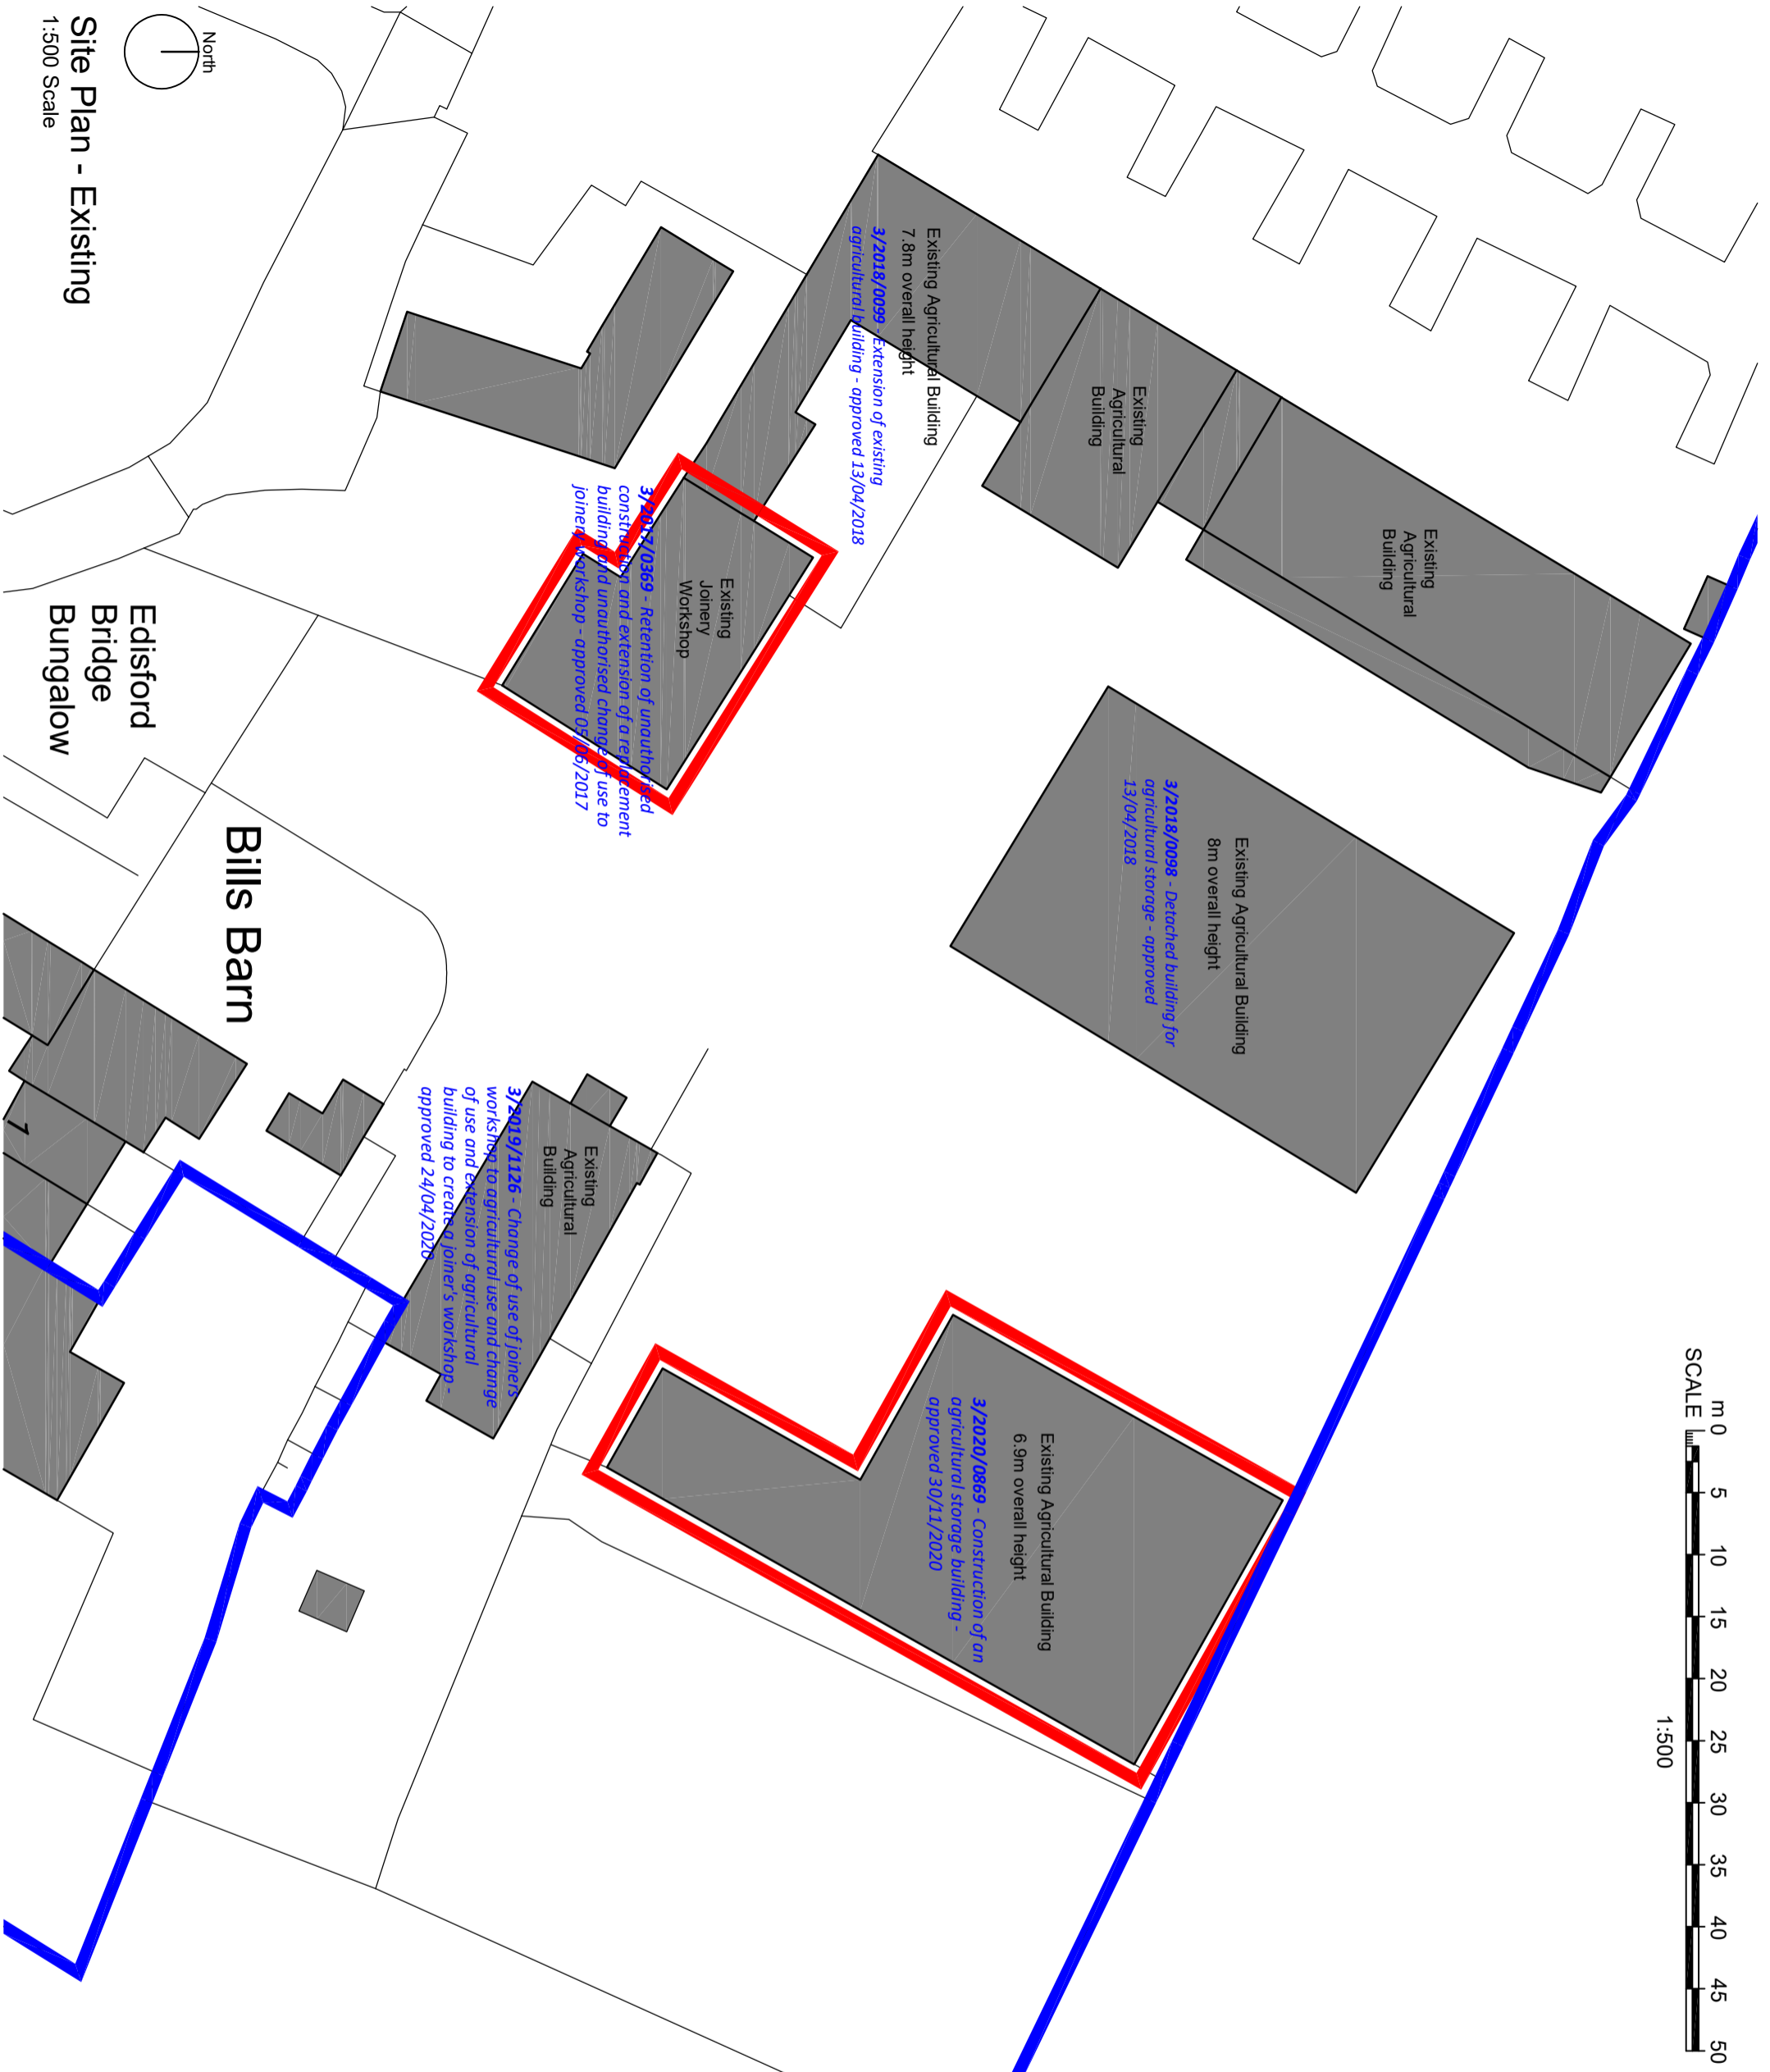 m 0 5 10 15 20 25 30 35 40 45 50
SCALE
1:500
Existing
Agricultural
Building
Existing
Agricultural
Building
Existing Agricultural Building
7.8m overall height
3/2018/0099 - Extension of existing
agricultural building - approved 13/04/2018
Existing Agricultural Building
8m overall height
3/2018/0098 - Detached building for
agricultural storage - approved
13/04/2018
Existing Agricultural Building
6.9m overall height
3/2020/0869 - Construction of an
agricultural storage building -
approved 30/11/2020
Existing
Joinery
Workshop
3/2017/0369 - Retention of unauthorised
construction and extension of a replacement
building and unauthorised change of use to
joinery workshop - approved 05/06/2017
Existing
Agricultural
Building
3/2019/1126 - Change of use of joiners
workshop to agricultural use and change
of use and extension of agricultural
building to create a joiner's workshop -
approved 24/04/2020
Bills Barn
Edisford
Bridge
Bungalow
1
North
Site Plan - Existing
1:500 Scale